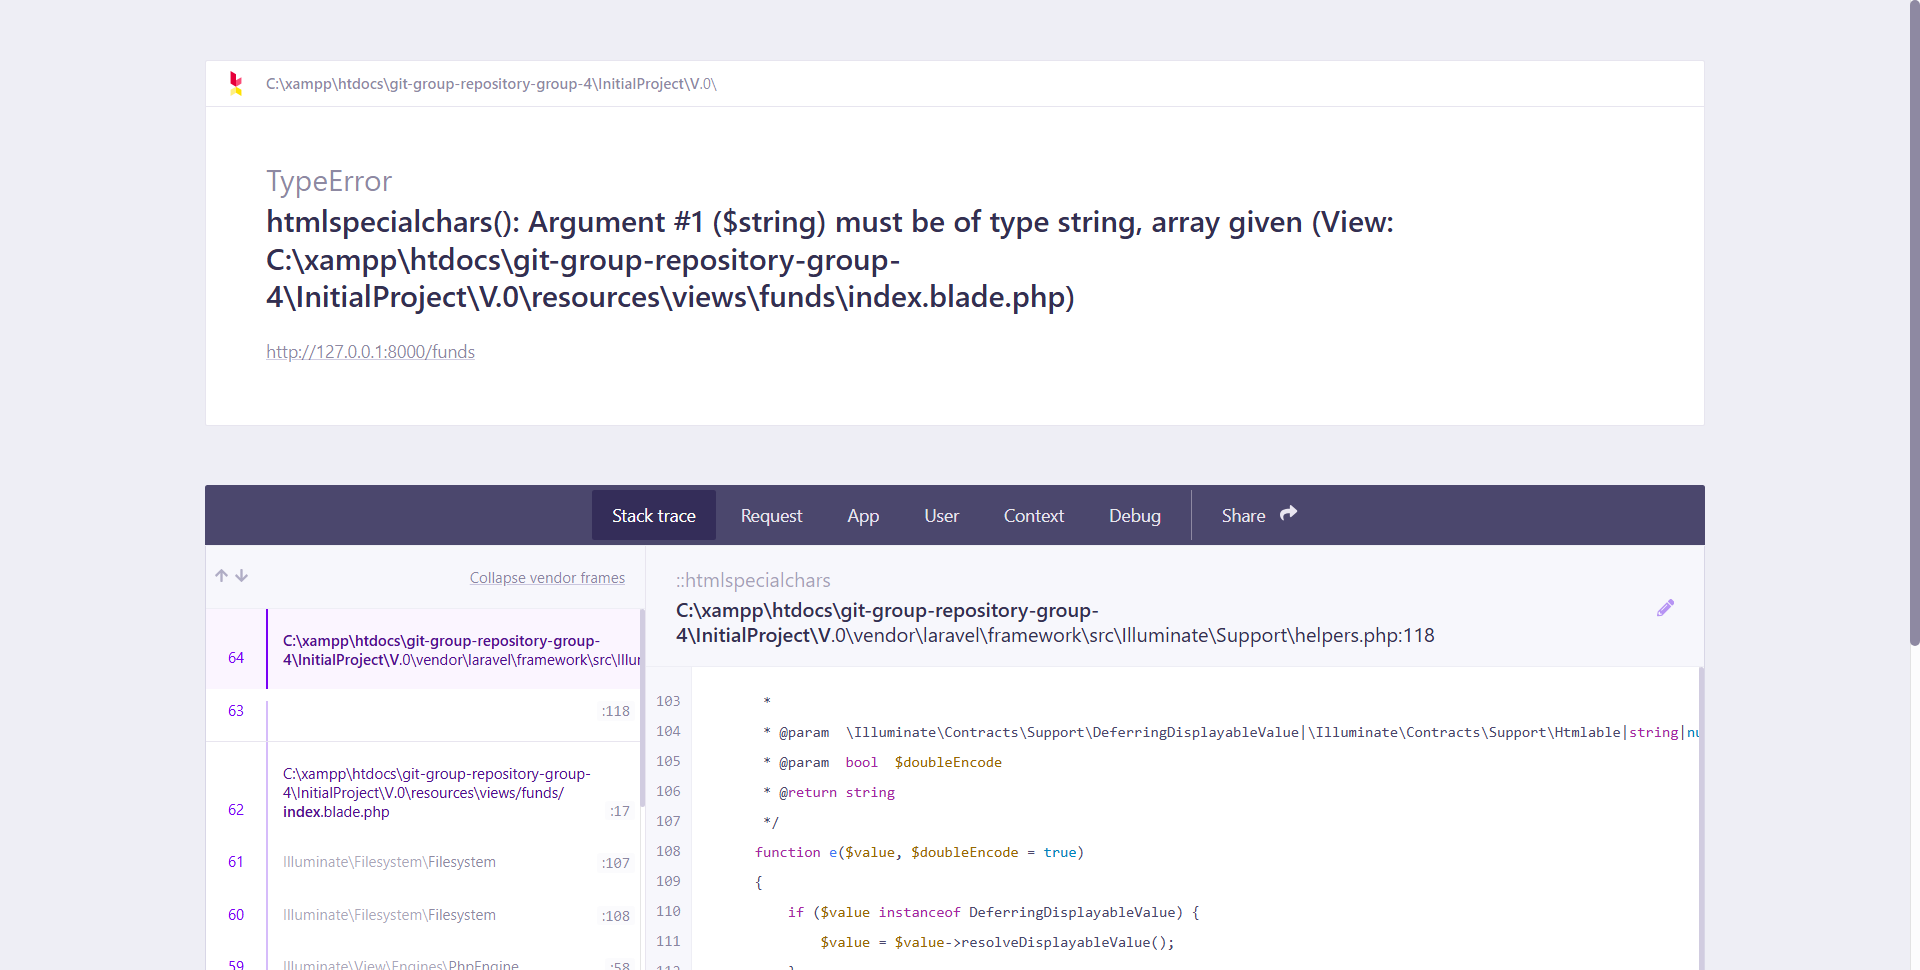 C:\xampp\htdocs\git-group-repository-group-4\InitialProject\V.0\
TypeError
htmlspecialchars(): Argument #1 ($string) must be of type string, array given (View:
C:\xampp\htdocs\git-group-repository-group-
4\InitialProject\V.0\resources\views\funds\index.blade.php)
http://127.0.0.1:8000/funds
Stack trace
Request
App
User
Context
Debug
Share
Collapse vendor frames
64
C:\xampp\htdocs\git-group-repository-group-
4\InitialProject\V.0\vendor\laravel\framework\src\Illum
63
:118
62
C:\xampp\htdocs\git-group-repository-group-
4\InitialProject\V.0\resources\views/funds/
index.blade.php
:17
61
Illuminate\Filesystem\Filesystem
:107
60
Illuminate\Filesystem\Filesystem
:108
59
Illuminate\View\Engines\PhpEngine
:58
::htmlspecialchars
C:\xampp\htdocs\git-group-repository-group-
4\InitialProject\V.0\vendor\laravel\framework\src\Illuminate\Support\helpers.php:118
103 *
104 * @param \Illuminate\Contracts\Support\DeferringDisplayableValue|\Illuminate\Contracts\Support\Htmlable|string|nu
105 * @param bool $doubleEncode
106 * @return string
107 */
108 function e($value, $doubleEncode = true)
109 {
110 if ($value instanceof DeferringDisplayableValue) {
111 $value = $value->resolveDisplayableValue();
112 }